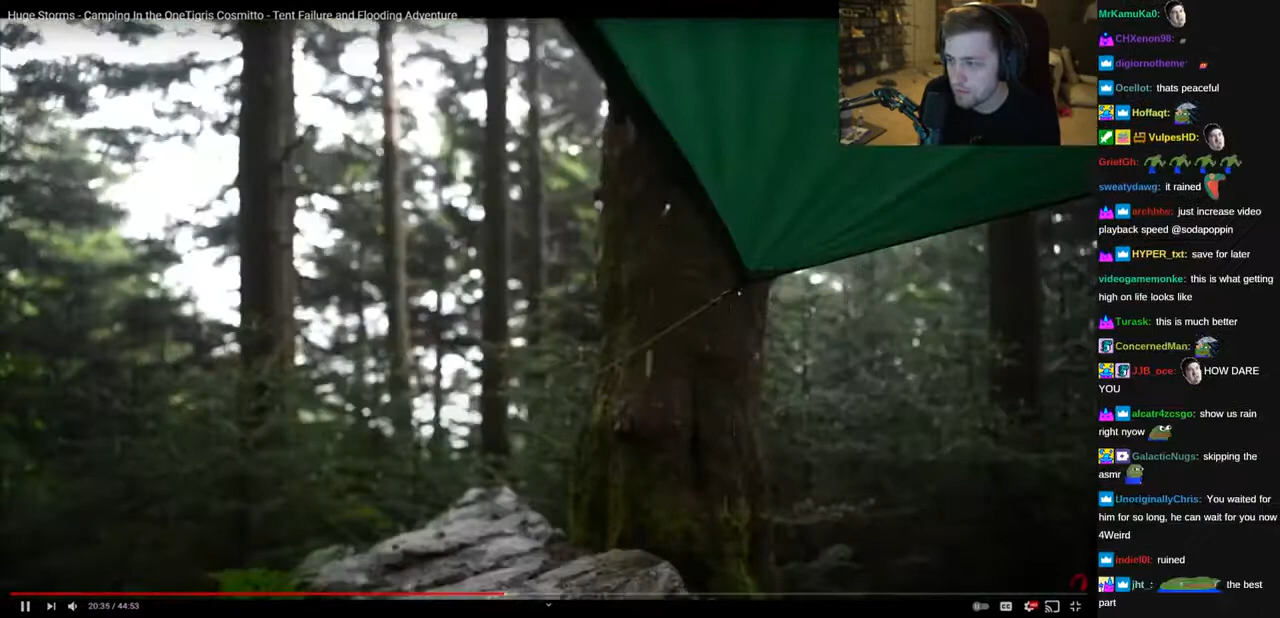 Huge Storms - Camping In the OneTigris Cosmitto - Tent Failure and Flooding Adventure
MrKamuKa0:
CHXenon98:
digiornotheme:
Ocellot: thats peaceful
Hoffaqt:
VulpesHD:
GriefGh:
sweatydawg: it rained
just increase video
playback speed @sodapoppin
HYPER_txt: save for later
videogamemonke: this is what getting
high on life looks like
Turask: this is much better
ConcernedMan:
JJB_oce: HOW DARE
YOU
alcatr4zcsgo: show us rain
right nyow
GalacticNugs: skipping the
asmr
UnoriginallyChris: You waited for
him for so long, he can wait for you now
4Weird
indiel0l: ruined
jht_: the best
part
20:35 / 44:53
CC